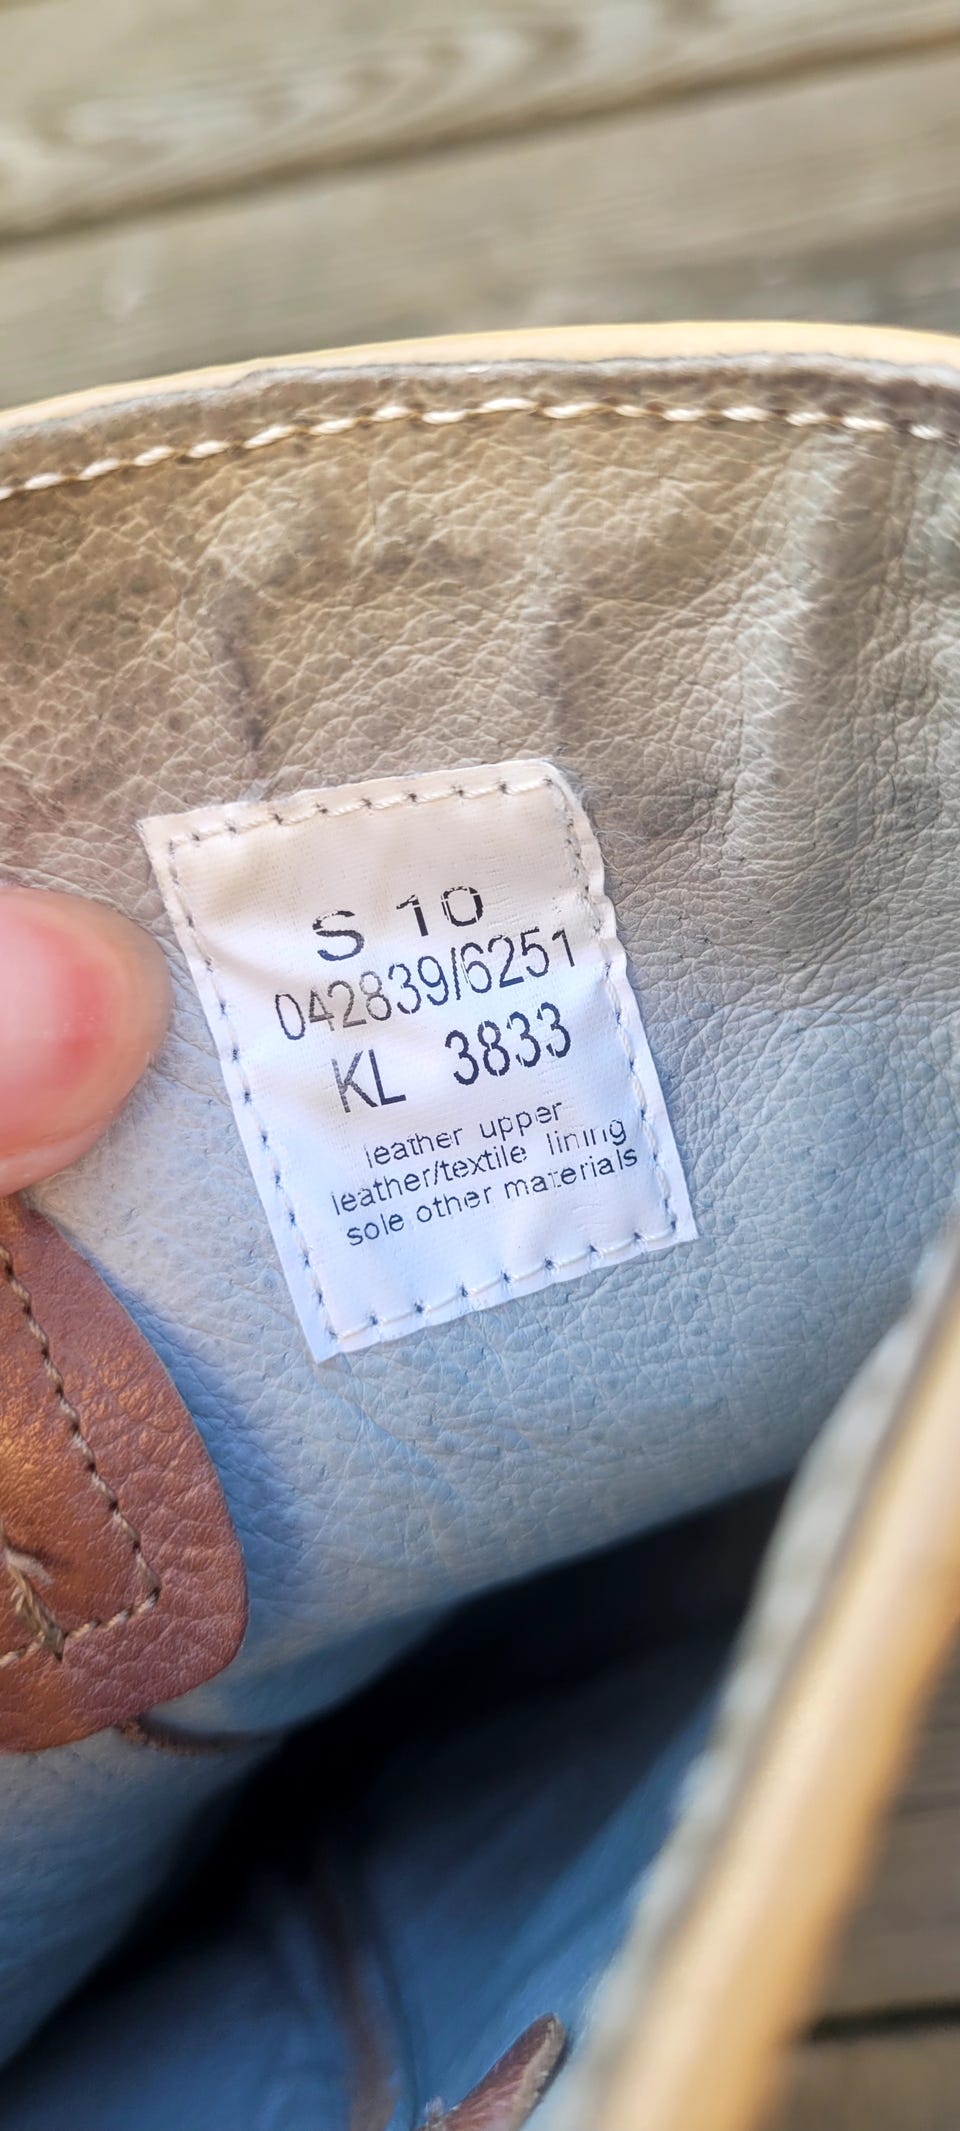 S 10
042839/6251
KL 3833
leather upper
leather/textile lining
sole other materials